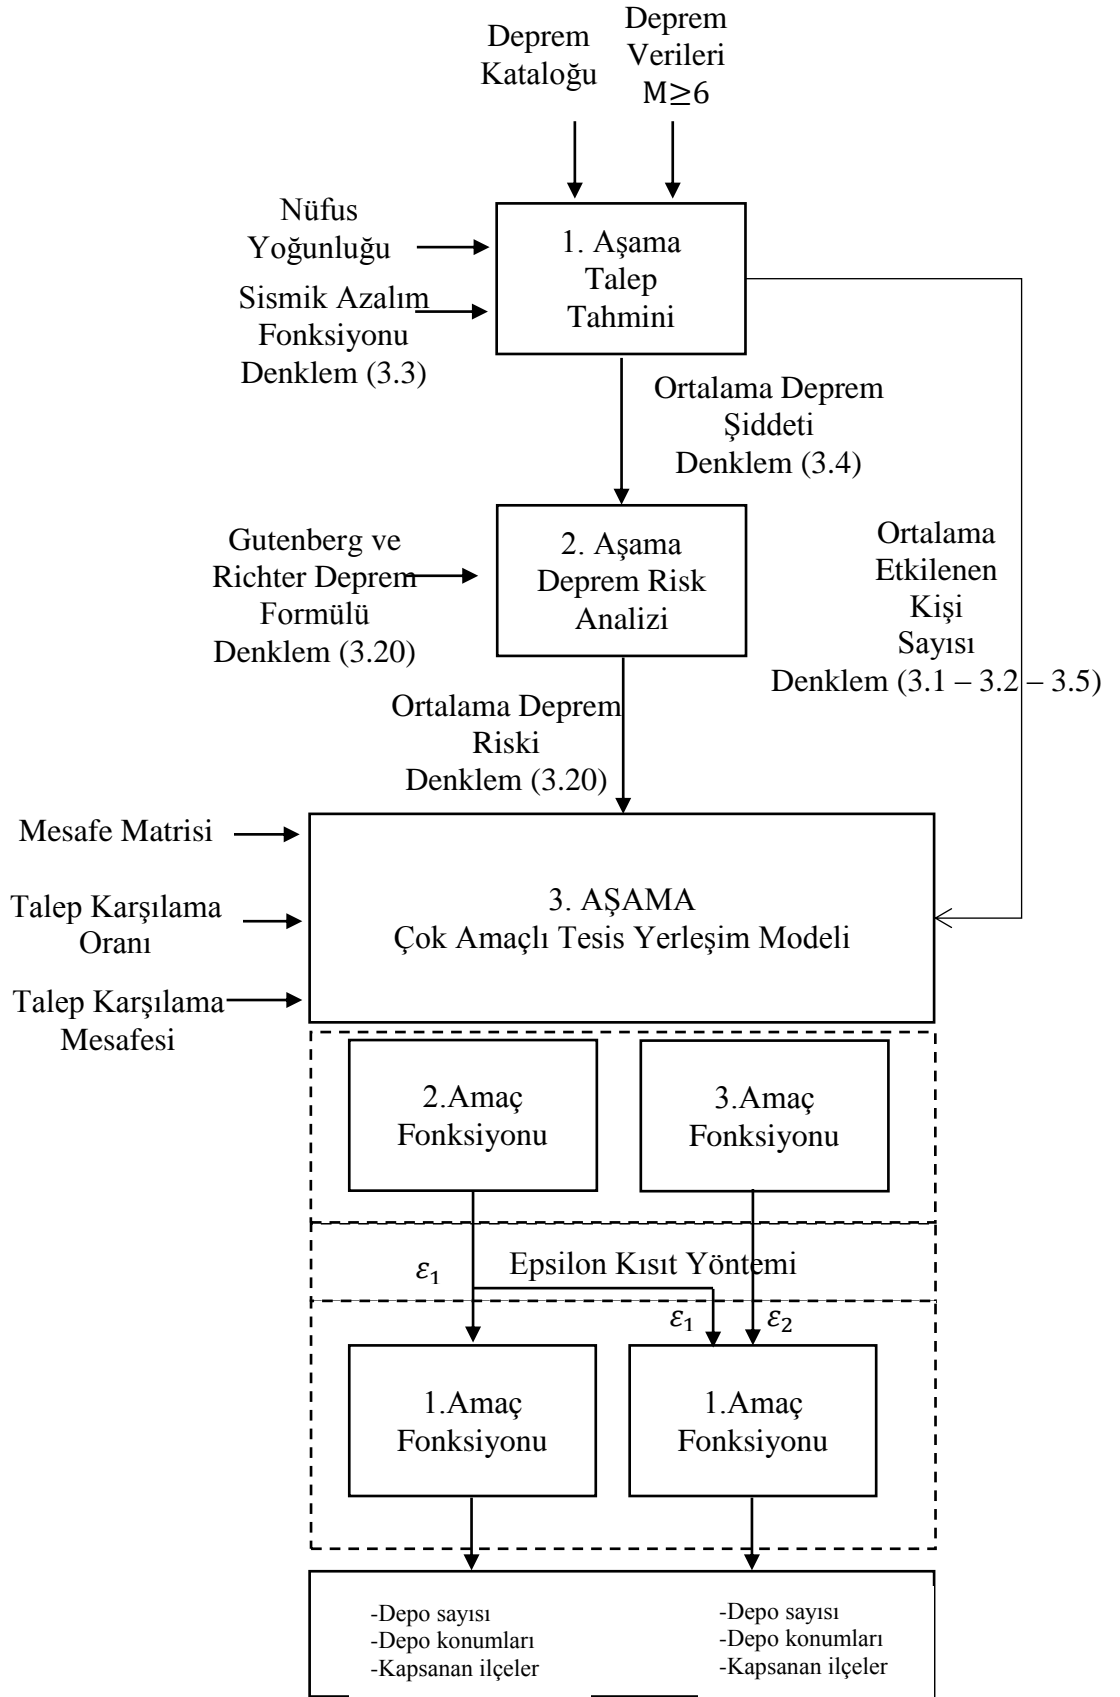 Deprem
Kataloğu
Deprem
Verileri
M≥6
Nüfus
Yoğunluğu
Sismik Azalım
Fonksiyonu
Denklem (3.3)
1. Aşama
Talep
Tahmini
Ortalama Deprem
Şiddeti
Denklem (3.4)
Gutenberg ve
Richter Deprem
Formülü
Denklem (3.20)
2. Aşama
Deprem Risk
Analizi
Ortalama
Etkilenen
Kişi
Sayısı
Denklem (3.1 – 3.2 – 3.5)
Ortalama Deprem
Riski
Denklem (3.20)
Mesafe Matrisi
Talep Karşılama
Oranı
Talep Karşılama
Mesafesi
3. AŞAMA
Çok Amaçlı Tesis Yerleşim Modeli
2.Amaç
Fonksiyonu
3.Amaç
Fonksiyonu
ε₁
Epsilon Kısıt Yöntemi
ε₁
ε₂
1.Amaç
Fonksiyonu
1.Amaç
Fonksiyonu
-Depo sayısı
-Depo konumları
-Kapsanan ilçeler
-Depo sayısı
-Depo konumları
-Kapsanan ilçeler